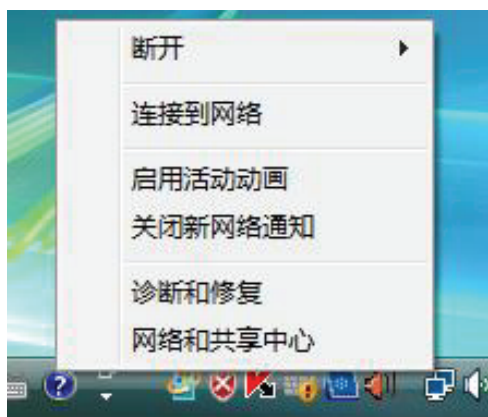 断开
连接到网络
启用活动动画
关闭新网络通知
诊断和修复
网络和共享中心